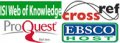 ISI Web of Knowledge
cross
ref
ProQuest
EBSCO
HOST